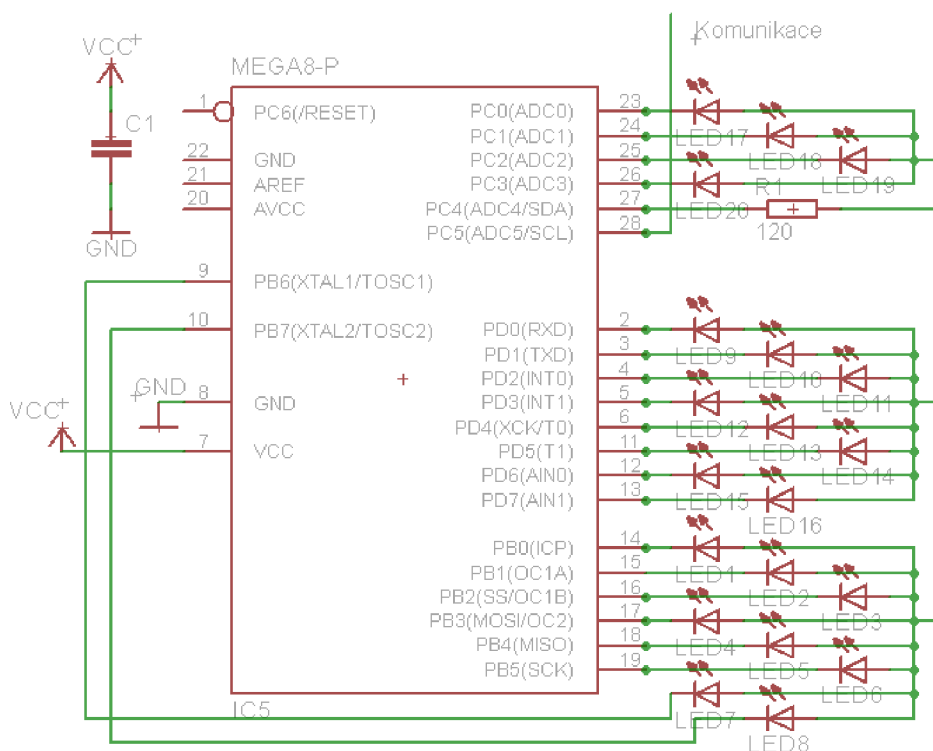 Komunikace
VCC
MEGA8-P
C1
GND
1 PC6(/RESET) PC0(ADC0) 23
LED17
PC1(ADC1) 24
LED18
22 GND PC2(ADC2) 25
LED19
21 AREF PC3(ADC3) 26
LED20
R1
20 AVCC PC4(ADC4/SDA) 27
120
PC5(ADC5/SCL) 28
9 PB6(XTAL1/TOSC1)
10 PB7(XTAL2/TOSC2) PD0(RXD) 2
LED9
PD1(TXD) 3
LED10
GND
PD2(INT0) 4
LED11
8 GND PD3(INT1) 5
LED12
VCC
PD4(XCK/T0) 6
LED13
7 VCC PD5(T1) 11
LED14
PD6(AIN0) 12
LED15
PD7(AIN1) 13
LED16
PB0(ICP) 14
LED1
PB1(OC1A) 15
LED2
PB2(SS/OC1B) 16
LED3
PB3(MOSI/OC2) 17
LED4
PB4(MISO) 18
LED5
PB5(SCK) 19
LED6
IC5
LED7
LED8